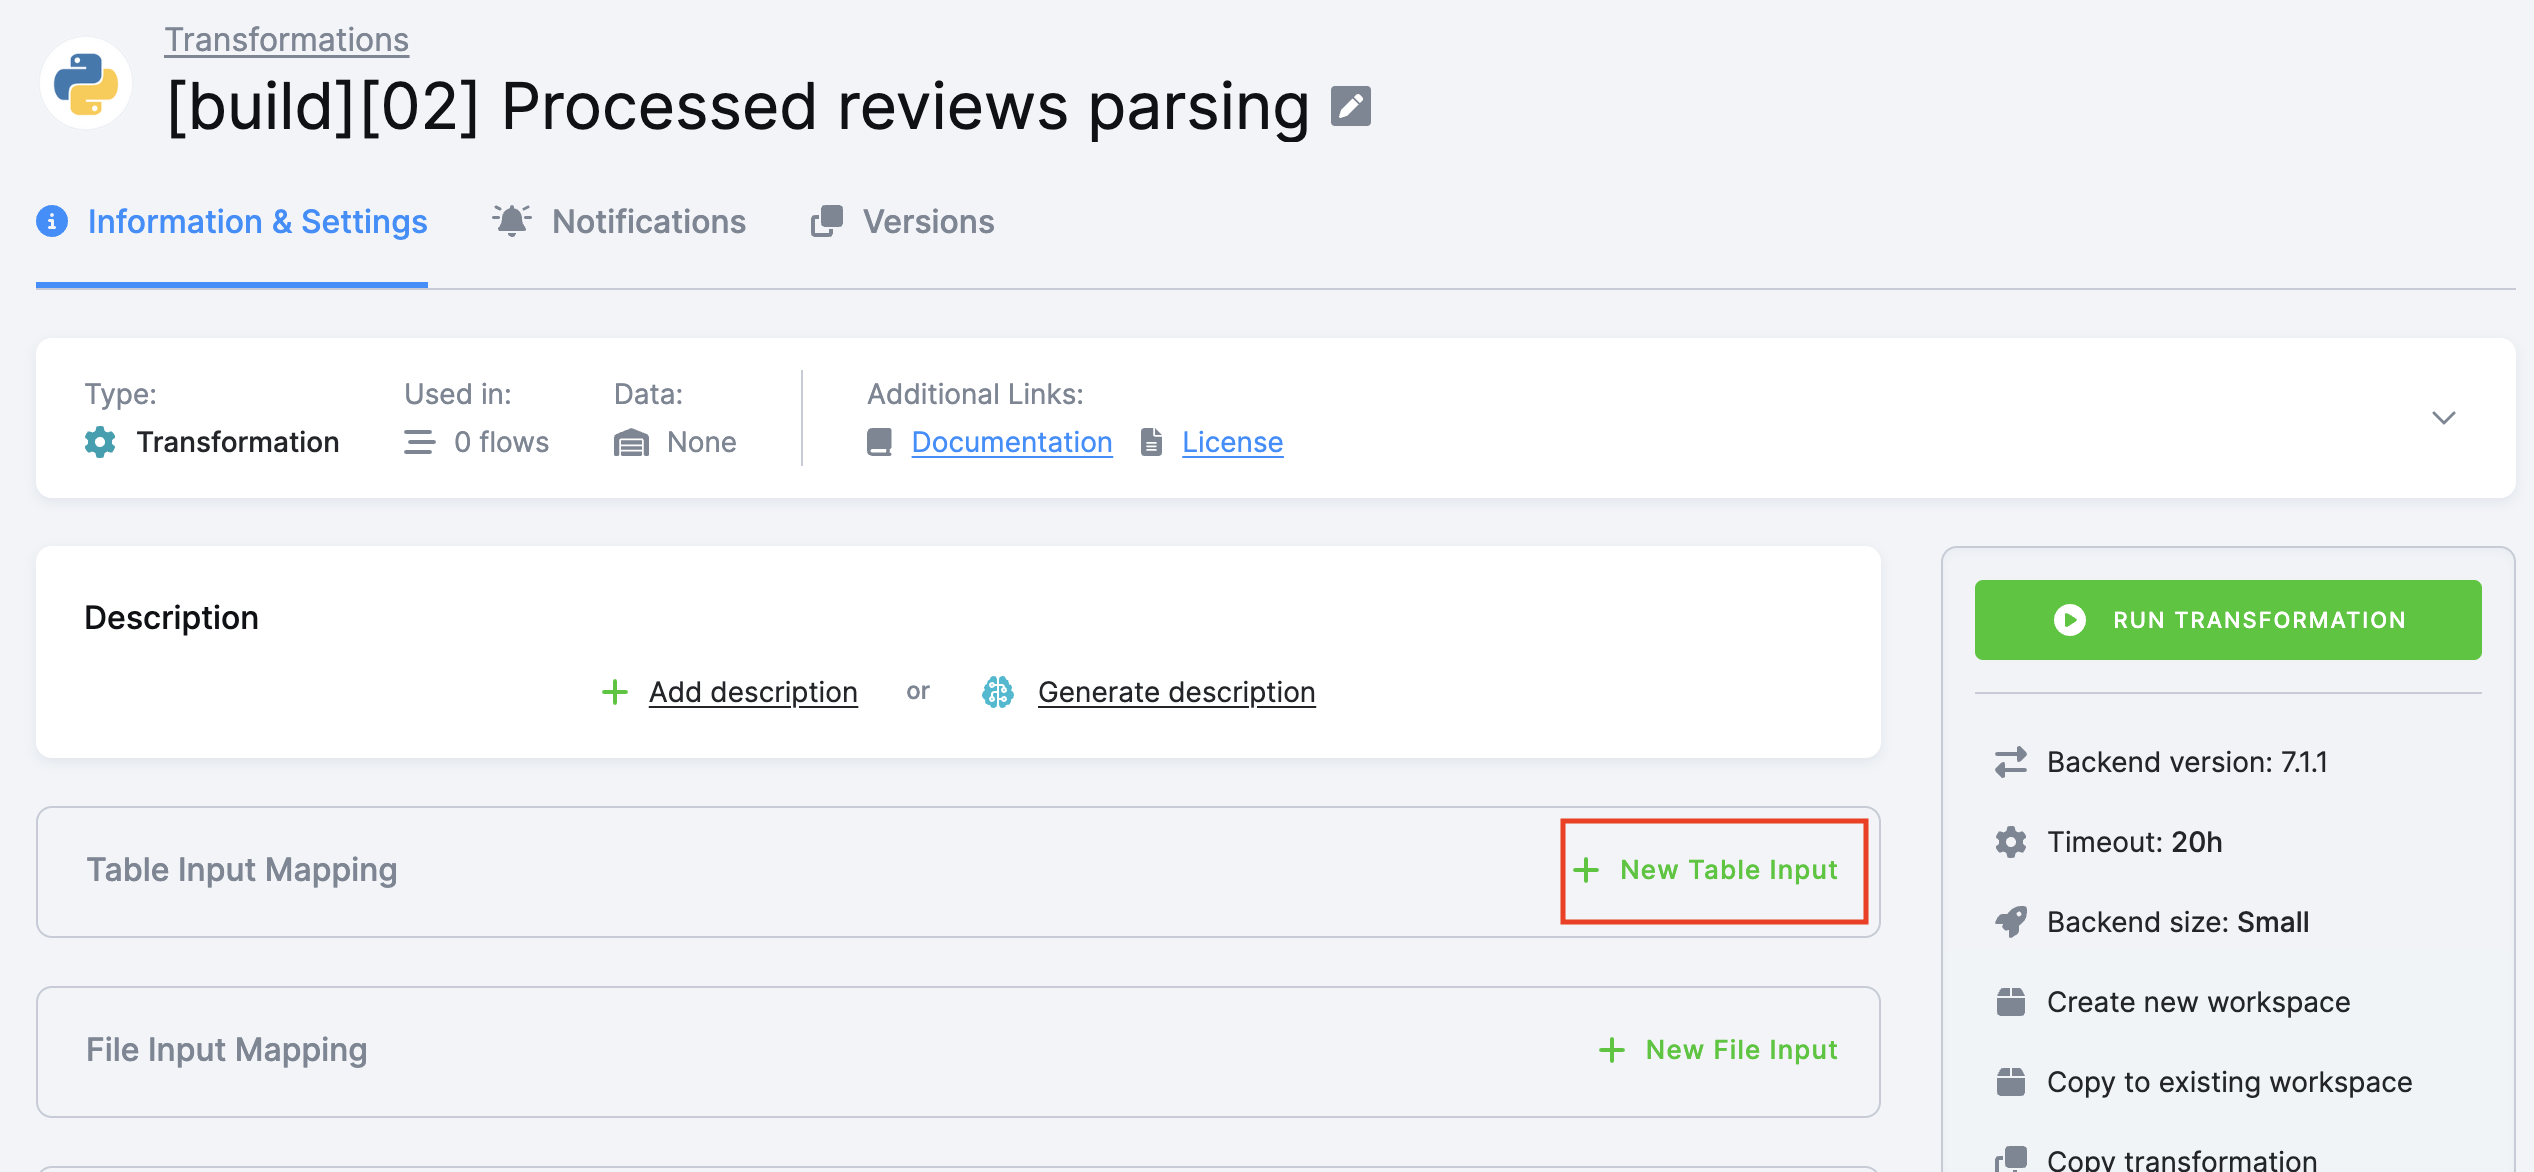 Transformations
[build][02] Processed reviews parsing
Information & Settings
Notifications
Versions
Type:
Transformation
Used in:
0 flows
Data:
None
Additional Links:
Documentation
License
Description
Add description
or
Generate description
Table Input Mapping
New Table Input
File Input Mapping
New File Input
RUN TRANSFORMATION
Backend version: 7.1.1
Timeout: 20h
Backend size: Small
Create new workspace
Copy to existing workspace
Copy transformation